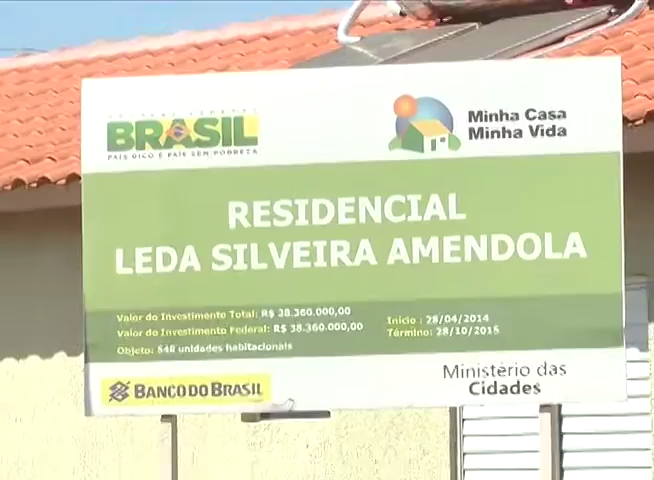 BRASIL
PAÍS RICO É PAÍS SEM POBREZA
Minha Casa
Minha Vida
RESIDENCIAL
LEDA SILVEIRA AMENDOLA
Valor do Investimento Total: R$ 38.360.000,00
Valor do Investimento Federal: R$ 38.360.000,00
Objeto: 548 unidades habitacionais
Início : 28/04/2014
Término: 28/10/2015
BANCO DO BRASIL
Ministério das
Cidades